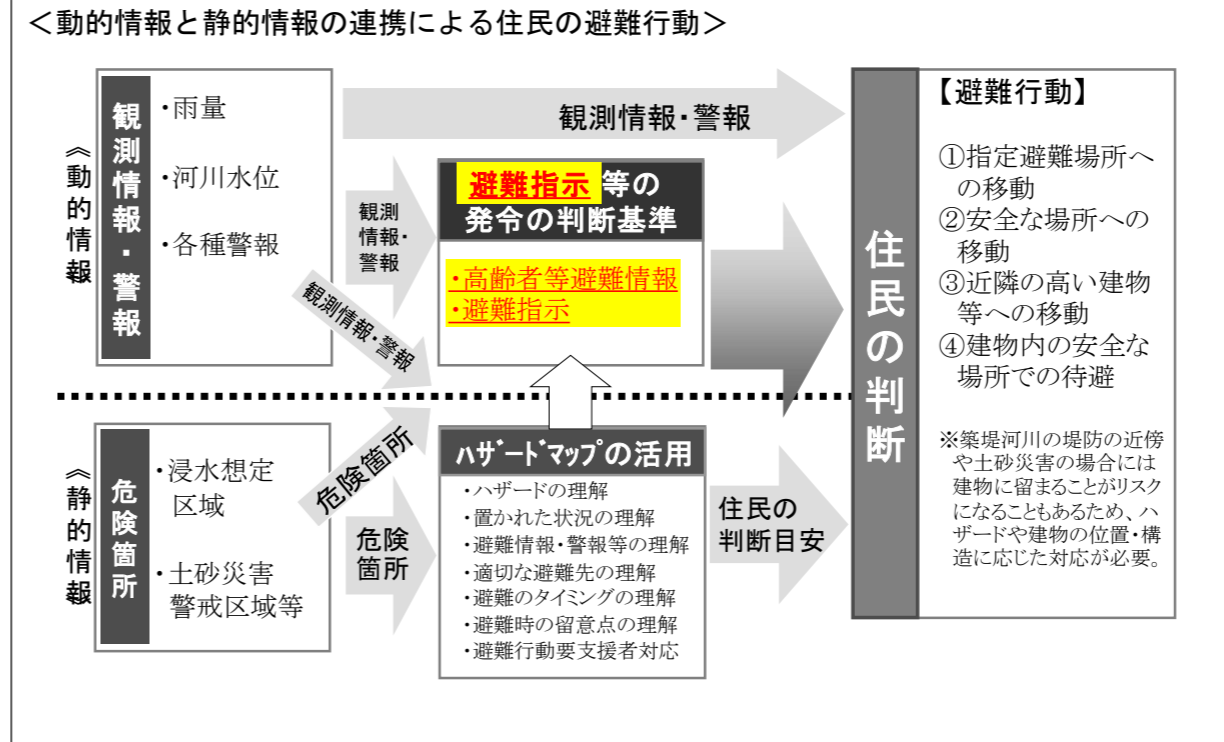 <動的情報と静的情報の連携による住民の避難行動>
《動的情報》
観測情報・警報
・雨量
・河川水位
・各種警報
観測情報・警報
観測
情報・
警報
観測情報・警報
避難指示等の
発令の判断基準
・高齢者等避難情報
・避難指示
《静的情報》
危険箇所
・浸水想定
区域
・土砂災害
警戒区域等
危険箇所
危険
箇所
ハザードマップの活用
・ハザードの理解
・置かれた状況の理解
・避難情報・警報等の理解
・適切な避難先の理解
・避難のタイミングの理解
・避難時の留意点の理解
・避難行動要支援者対応
住民の
判断目安
住民の判断
【避難行動】
①指定避難場所へ
の移動
②安全な場所への
移動
③近隣の高い建物
等への移動
④建物内の安全な
場所での待避
※築堤河川の堤防の近傍
や土砂災害の場合には
建物に留まることがリスク
になることもあるため、ハ
ザードや建物の位置・構
造に応じた対応が必要。